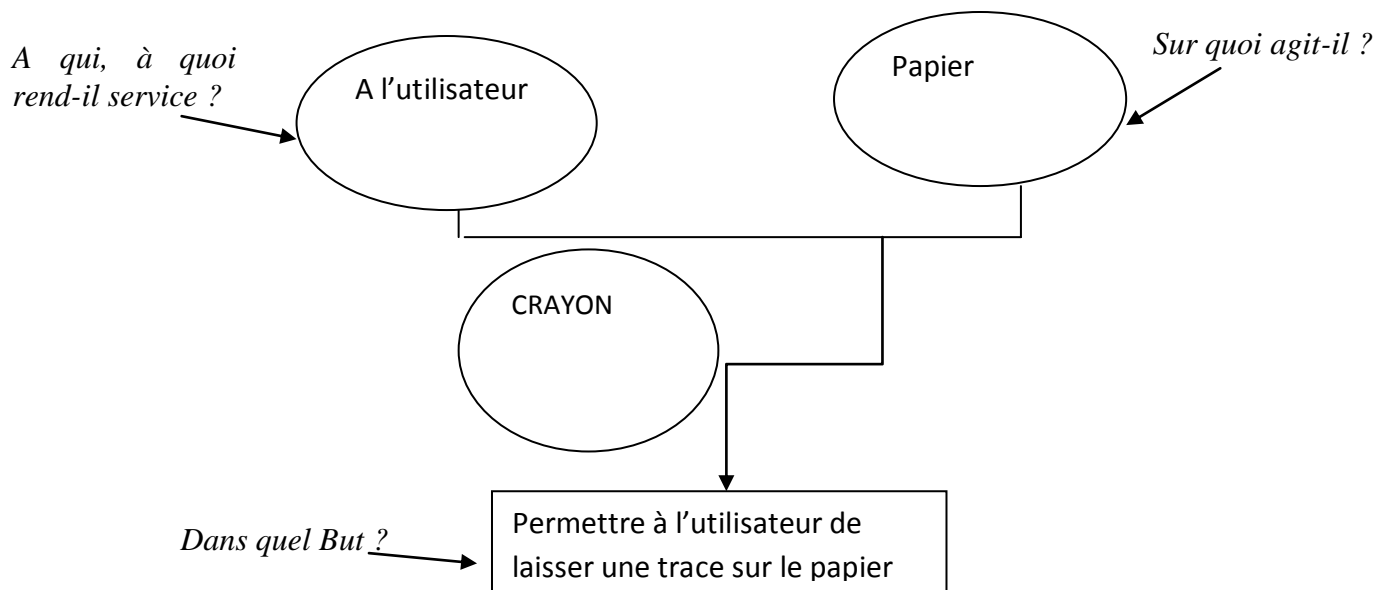 A qui, à quoi
rend-il service ?
A l’utilisateur
Papier
Sur quoi agit-il ?
CRAYON
Dans quel But ?
Permettre à l’utilisateur de
laisser une trace sur le papier